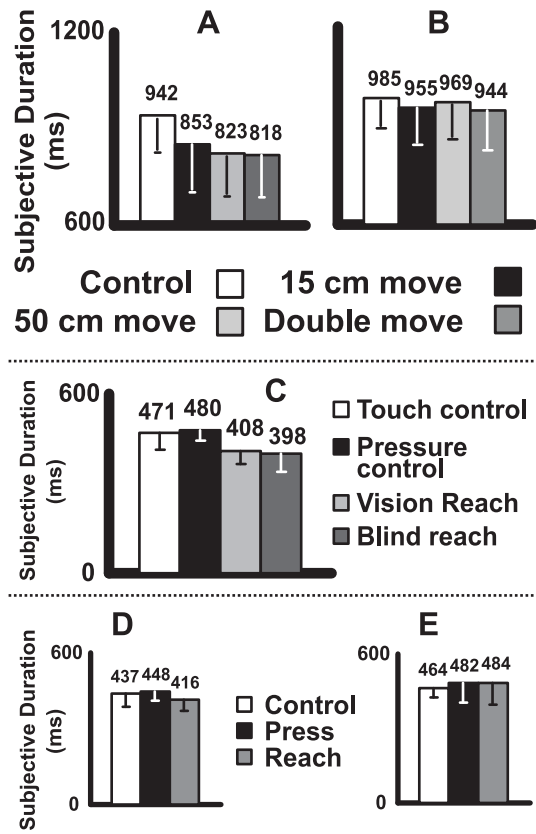 A
B
Subjective Duration
(ms)
1200
600
942
853
823
818
985
955
969
944
Control
15 cm move
50 cm move
Double move
C
Subjective Duration
(ms)
600
0
471
480
408
398
Touch control
Pressure
control
Vision Reach
Blind reach
D
Subjective Duration
(ms)
600
0
437
448
416
Control
Press
Reach
E
600
0
464
482
484